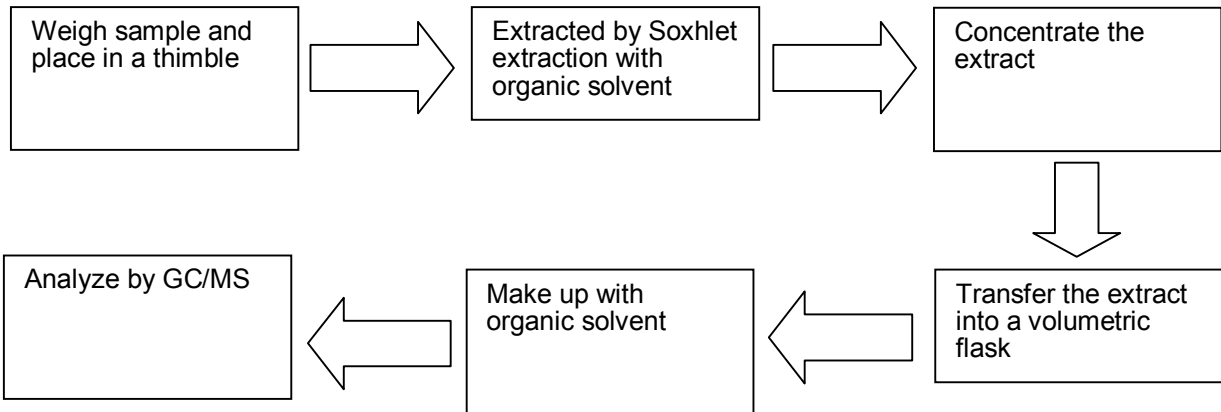 Weigh sample and
place in a thimble
Extracted by Soxhlet
extraction with
organic solvent
Concentrate the
extract
Transfer the extract
into a volumetric
flask
Make up with
organic solvent
Analyze by GC/MS